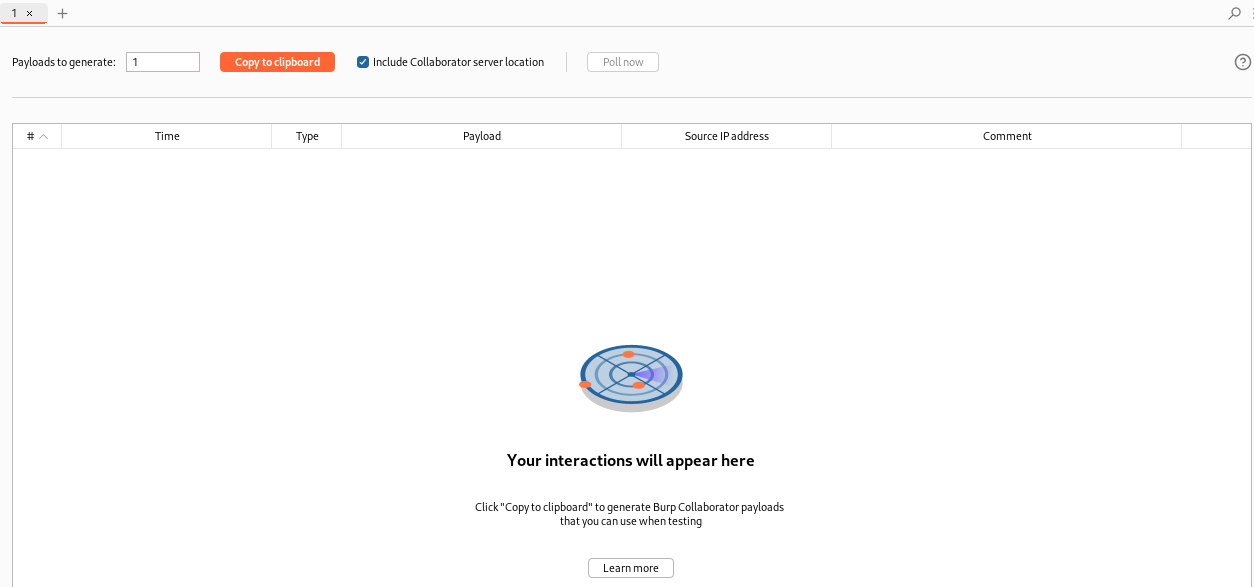 1 × +
Payloads to generate: 1 Copy to clipboard Include Collaborator server location Poll now ?
# Time Type Payload Source IP address Comment
Your interactions will appear here
Click "Copy to clipboard" to generate Burp Collaborator payloads
that you can use when testing
Learn more